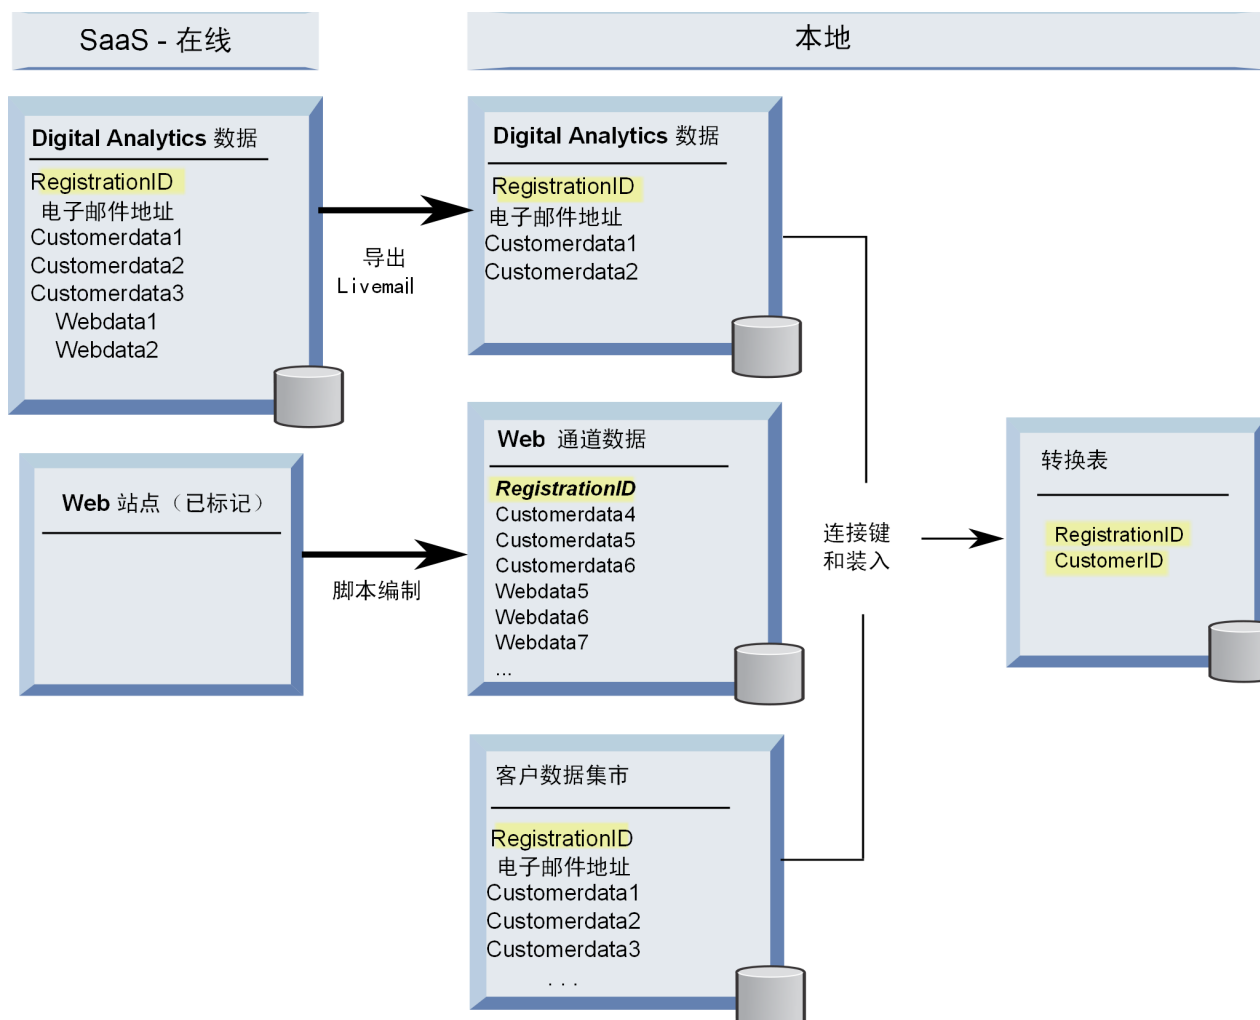 SaaS - 在线
本地
Digital Analytics 数据
RegistrationID
电子邮件地址
Customerdata1
Customerdata2
Customerdata3
Webdata1
Webdata2
导出
Livemail
Digital Analytics 数据
RegistrationID
电子邮件地址
Customerdata1
Customerdata2
Web 站点（已标记）
脚本编制
Web 通道数据
RegistrationID
Customerdata4
Customerdata5
Customerdata6
Webdata5
Webdata6
Webdata7
...
客户数据集市
RegistrationID
电子邮件地址
Customerdata1
Customerdata2
Customerdata3
...
连接键
和装入
转换表
RegistrationID
CustomerID